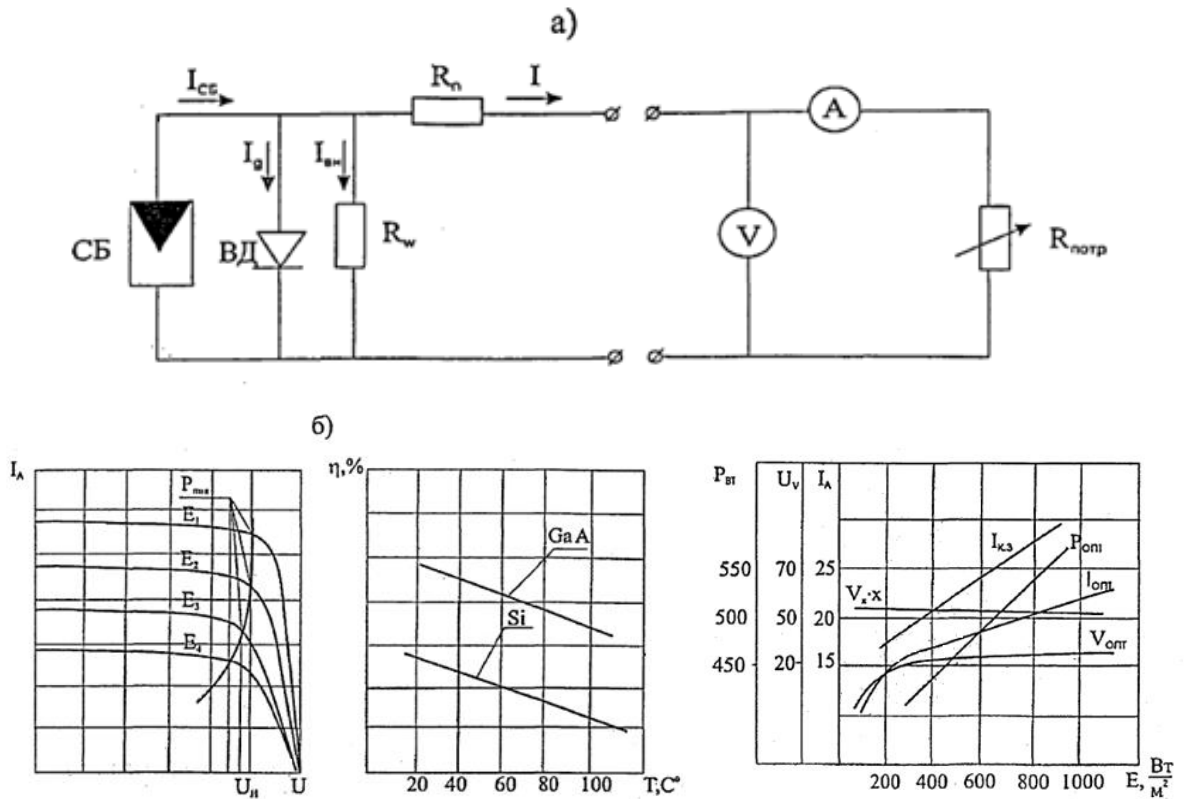 а)
I_СБ R_п I A
I_g I_вн
СБ ВД R_w V R_потр
б)
I_A η,% P_ВТ U_V I_A
E_1 GaA I_К.З P_ОПТ
E_2 550 70 25 I_ОПТ
E_3 Si V_x·x 500 50 20
E_4 V_ОПТ
450 20 15
20 40 60 80 100 T,C° 200 400 600 800 1000 E, Вт/м²
U_н U